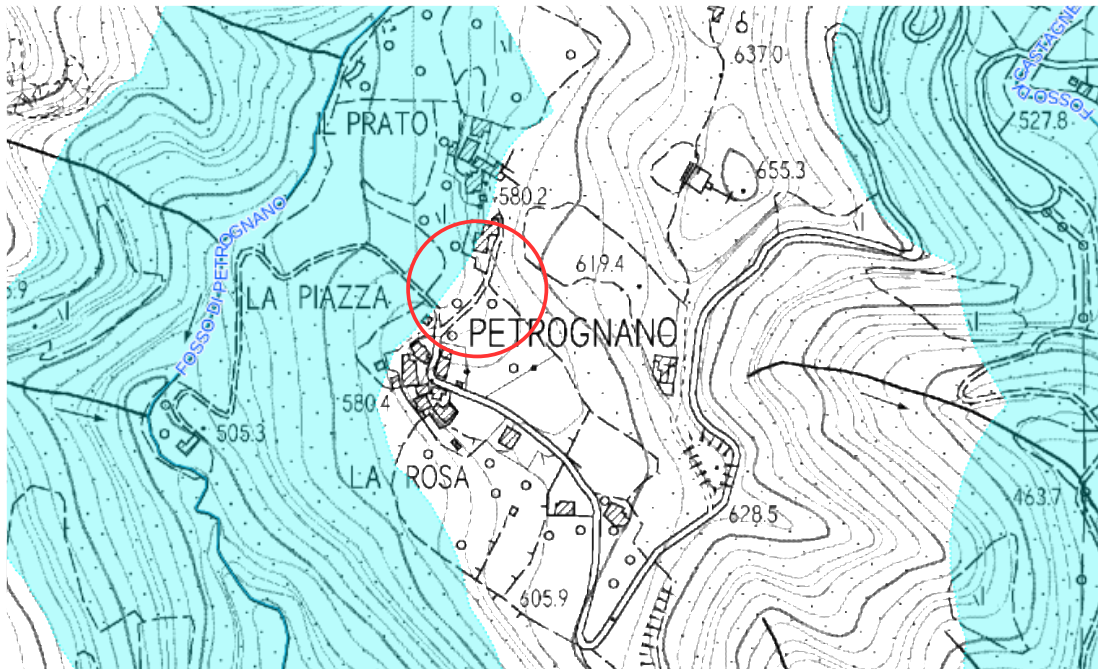 637.0
FOSSO DI CASTAGNE
527.8
IL PRATO
655.3
580.2
FOSSO DI PETROGNANO
619.4
LA PIAZZA
PETROGNANO
580.4
505.3
LA ROSA
463.7
628.5
605.9